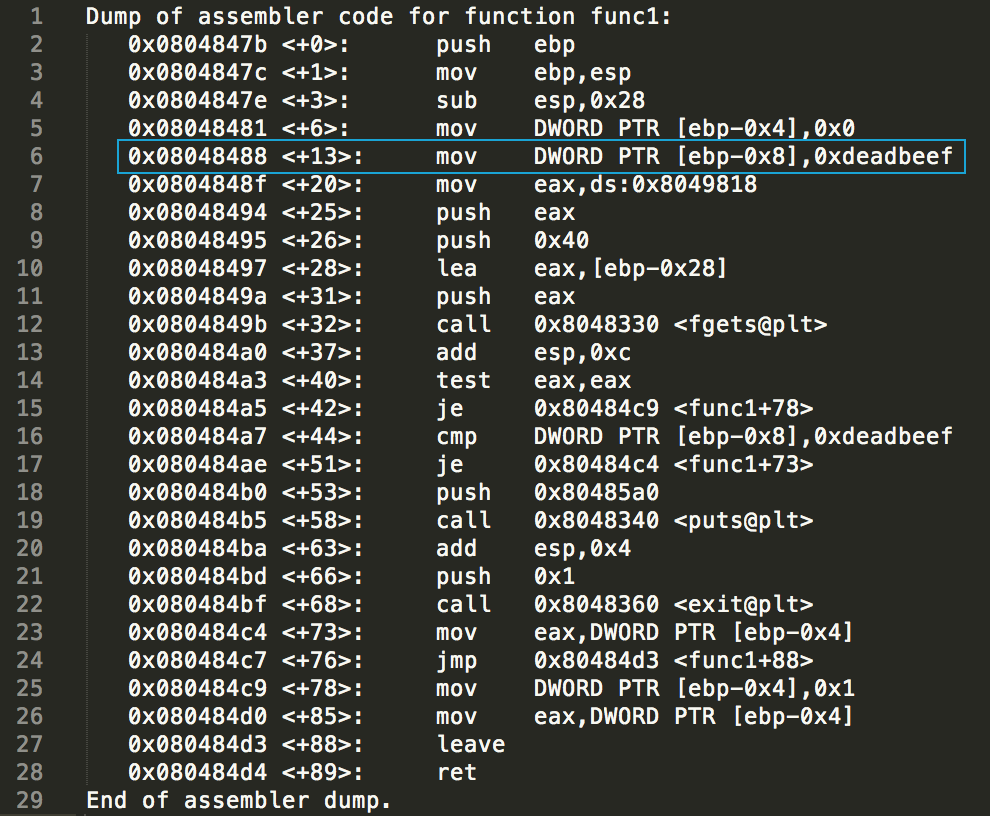 1 Dump of assembler code for function func1:
2 0x0804847b <+0>: push ebp
3 0x0804847c <+1>: mov ebp,esp
4 0x0804847e <+3>: sub esp,0x28
5 0x08048481 <+6>: mov DWORD PTR [ebp-0x4],0x0
6 0x08048488 <+13>: mov DWORD PTR [ebp-0x8],0xdeadbeef
7 0x0804848f <+20>: mov eax,ds:0x8049818
8 0x08048494 <+25>: push eax
9 0x08048495 <+26>: push 0x40
10 0x08048497 <+28>: lea eax,[ebp-0x28]
11 0x0804849a <+31>: push eax
12 0x0804849b <+32>: call 0x8048330 <fgets@plt>
13 0x080484a0 <+37>: add esp,0xc
14 0x080484a3 <+40>: test eax,eax
15 0x080484a5 <+42>: je 0x80484c9 <func1+78>
16 0x080484a7 <+44>: cmp DWORD PTR [ebp-0x8],0xdeadbeef
17 0x080484ae <+51>: je 0x80484c4 <func1+73>
18 0x080484b0 <+53>: push 0x80485a0
19 0x080484b5 <+58>: call 0x8048340 <puts@plt>
20 0x080484ba <+63>: add esp,0x4
21 0x080484bd <+66>: push 0x1
22 0x080484bf <+68>: call 0x8048360 <exit@plt>
23 0x080484c4 <+73>: mov eax,DWORD PTR [ebp-0x4]
24 0x080484c7 <+76>: jmp 0x80484d3 <func1+88>
25 0x080484c9 <+78>: mov DWORD PTR [ebp-0x4],0x1
26 0x080484d0 <+85>: mov eax,DWORD PTR [ebp-0x4]
27 0x080484d3 <+88>: leave
28 0x080484d4 <+89>: ret
29 End of assembler dump.